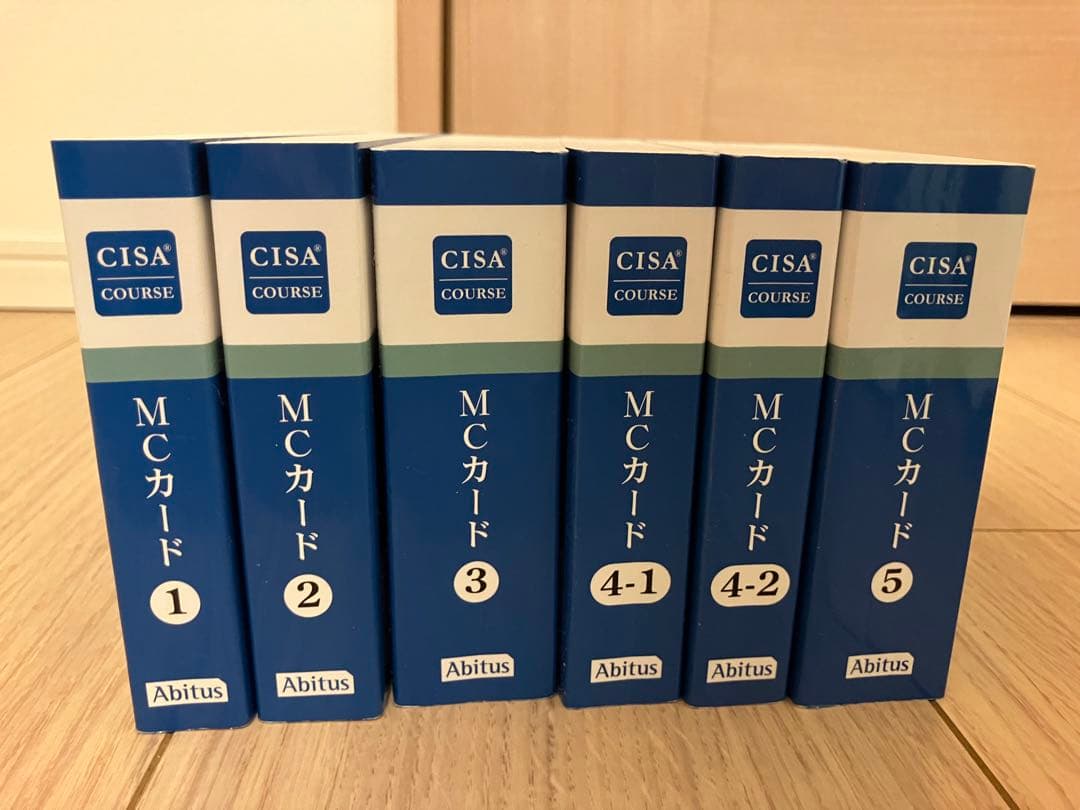 CISA®
COURSE
MCカード
1
Abitus
CISA®
COURSE
MCカード
2
Abitus
CISA®
COURSE
MCカード
3
Abitus
CISA®
COURSE
MCカード
4-1
Abitus
CISA®
COURSE
MCカード
4-2
Abitus
CISA®
COURSE
MCカード
5
Abitus